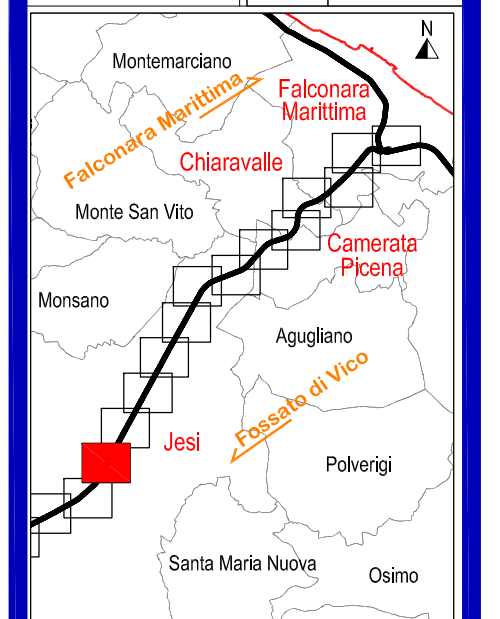 N
Montemarciano
Falconara Marittima
Falconara
Marittima
Chiaravalle
Monte San Vito
Camerata
Picena
Monsano
Agugliano
Fossato di Vico
Jesi
Polverigi
Santa Maria Nuova
Osimo